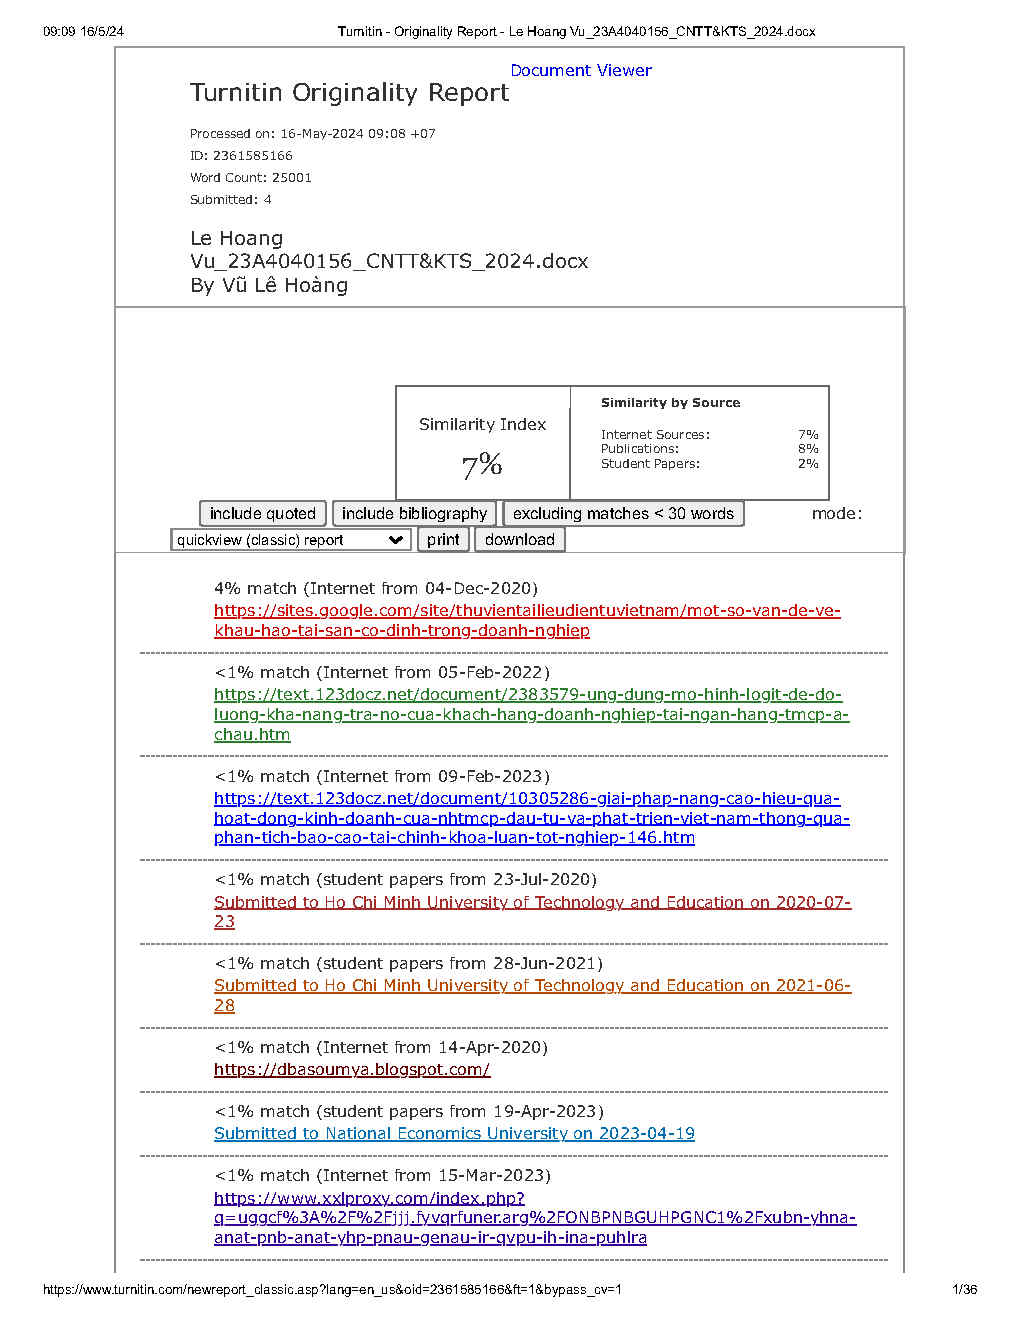 09:09 16/5/24
Turnitin - Originality Report - Le Hoang Vu_23A4040156_CNTT&KTS_2024.docx
Document Viewer
Turnitin Originality Report
Processed on: 16-May-2024 09:08 +07
ID: 2361585166
Word Count: 25001
Submitted: 4
Le Hoang
Vu_23A4040156_CNTT&KTS_2024.docx
By Vũ Lê Hoàng
Similarity Index
7%
Similarity by Source
Internet Sources: 7%
Publications: 8%
Student Papers: 2%
include quoted include bibliography excluding matches < 30 words mode:
quickview (classic) report print download
4% match (Internet from 04-Dec-2020)
https://sites.google.com/site/thuvientailieudientuvietnam/mot-so-van-de-ve-
khau-hao-tai-san-co-dinh-trong-doanh-nghiep
<1% match (Internet from 05-Feb-2022)
https://text.123docz.net/document/2383579-ung-dung-mo-hinh-logit-de-do-
luong-kha-nang-tra-no-cua-khach-hang-doanh-nghiep-tai-ngan-hang-tmcp-a-
chau.htm
<1% match (Internet from 09-Feb-2023)
https://text.123docz.net/document/10305286-giai-phap-nang-cao-hieu-qua-
hoat-dong-kinh-doanh-cua-nhtmcp-dau-tu-va-phat-trien-viet-nam-thong-qua-
phan-tich-bao-cao-tai-chinh-khoa-luan-tot-nghiep-146.htm
<1% match (student papers from 23-Jul-2020)
Submitted to Ho Chi Minh University of Technology and Education on 2020-07-
23
<1% match (student papers from 28-Jun-2021)
Submitted to Ho Chi Minh University of Technology and Education on 2021-06-
28
<1% match (Internet from 14-Apr-2020)
https://dbasoumya.blogspot.com/
<1% match (student papers from 19-Apr-2023)
Submitted to National Economics University on 2023-04-19
<1% match (Internet from 15-Mar-2023)
https://www.xxlproxy.com/index.php?
q=uggcf%3A%2F%2Fjjj.fyvqrfuner.arg%2FONBPNBGUHPGNC1%2Fxubn-yhna-
anat-pnb-anat-yhp-pnau-genau-ir-qvpu-ih-ina-puhlra
https://www.turnitin.com/newreport_classic.asp?lang=en_us&oid=2361585166&ft=1&bypass_cv=1
1/36